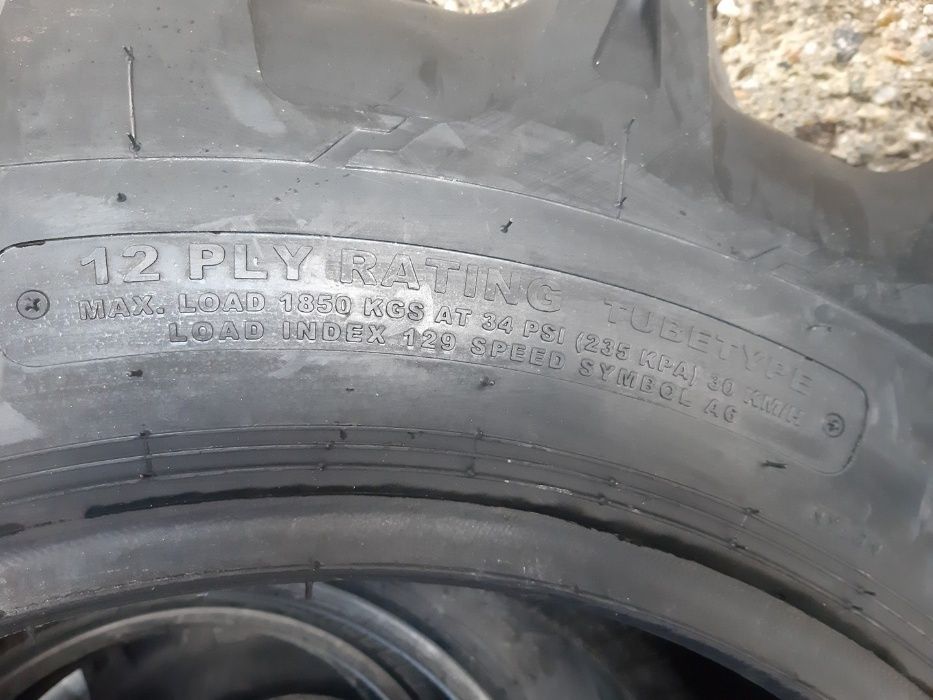 12 PLY RATING TUBETYPE
MAX. LOAD 1850 KGS AT 34 PSI (235 KPA) 30 KM/H
LOAD INDEX 129 SPEED SYMBOL A6